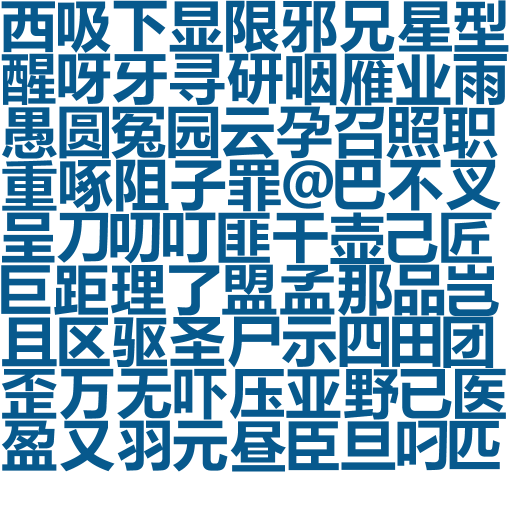 西吸下显限邪兄星型
醒呀牙寻研咽雁业雨
愚圆冤园云孕召照职
重啄阻子罪@巴不叉
呈刀叨叮匪干壶己匠
巨距理了盟孟那品岂
且区驱圣尸示四田团
歪万无吓压亚野已医
盈又羽元昼臣旦叼匹